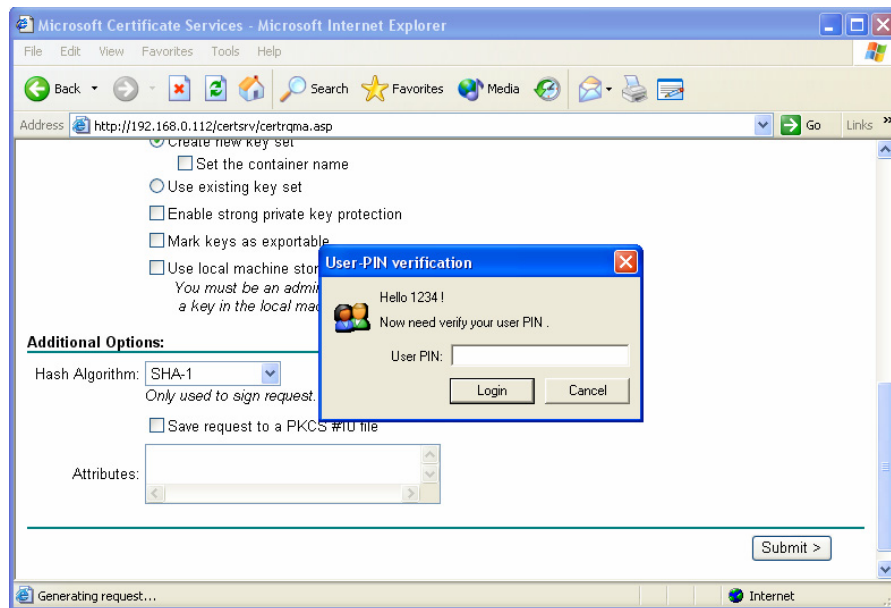 Microsoft Certificate Services - Microsoft Internet Explorer
File Edit View Favorites Tools Help
Back Search Favorites Media
Address http://192.168.0.112/certsrv/certrqma.asp Go Links »
Create new key set
Set the container name
Use existing key set
Enable strong private key protection
Mark keys as exportable
Use local machine stor
You must be an admi
a key in the local mac
User-PIN verification
Hello 1234 !
Now need verify your user PIN .
User PIN:
Login Cancel
Additional Options:
Hash Algorithm: SHA-1
Only used to sign request.
Save request to a PKCS #10 file
Attributes:
Submit >
Generating request... Internet